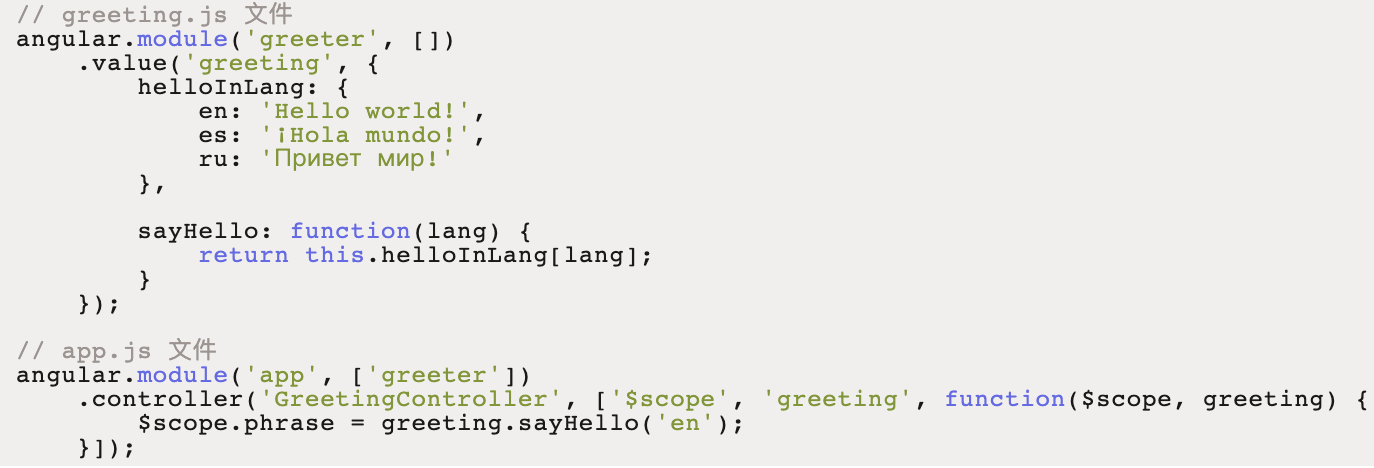 // greeting.js 文件
angular.module('greeter', [])
    .value('greeting', {
        helloInLang: {
            en: 'Hello world!',
            es: '¡Hola mundo!',
            ru: 'Привет мир!'
        },

        sayHello: function(lang) {
            return this.helloInLang[lang];
        }
    });

// app.js 文件
angular.module('app', ['greeter'])
    .controller('GreetingController', ['$scope', 'greeting', function($scope, greeting) {
        $scope.phrase = greeting.sayHello('en');
    }]);